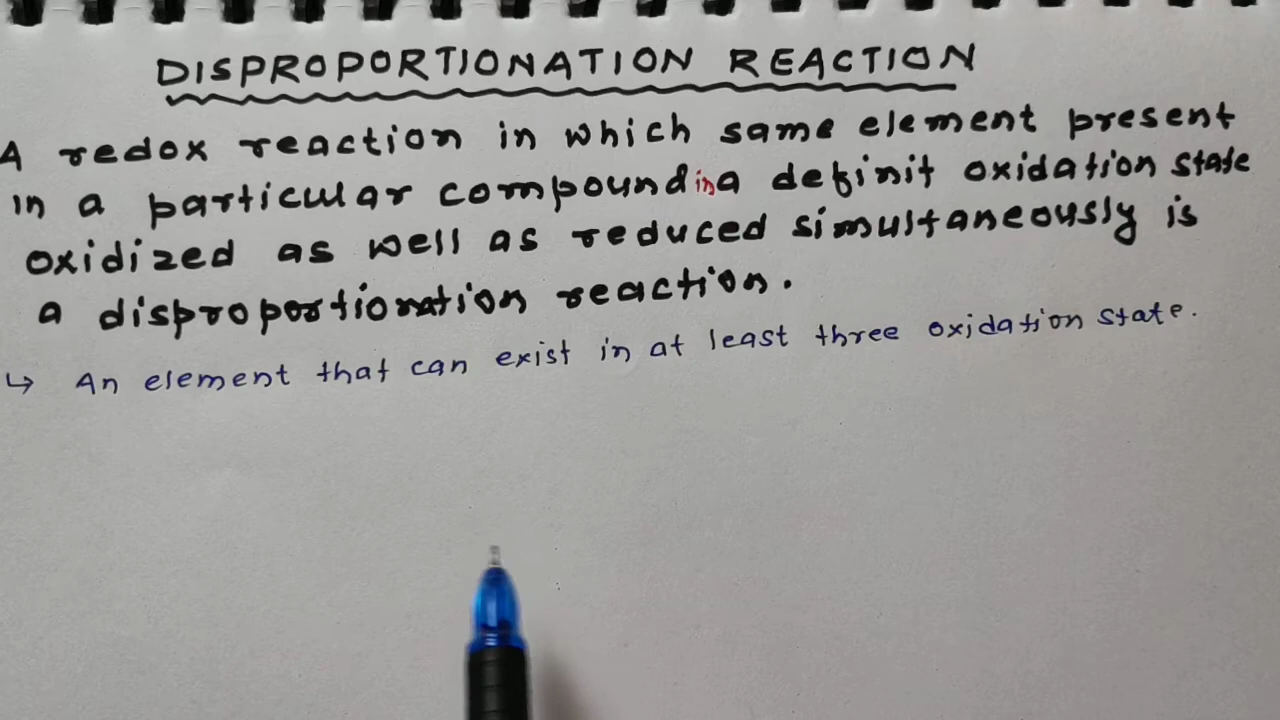 DISPROPORTIONATION REACTION
A redox reaction in which same element present
in a particular compound in a definit oxidation state
oxidized as well as reduced simultaneously is
a disproportionation reaction.
↳ An element that can exist in at least three oxidation state.